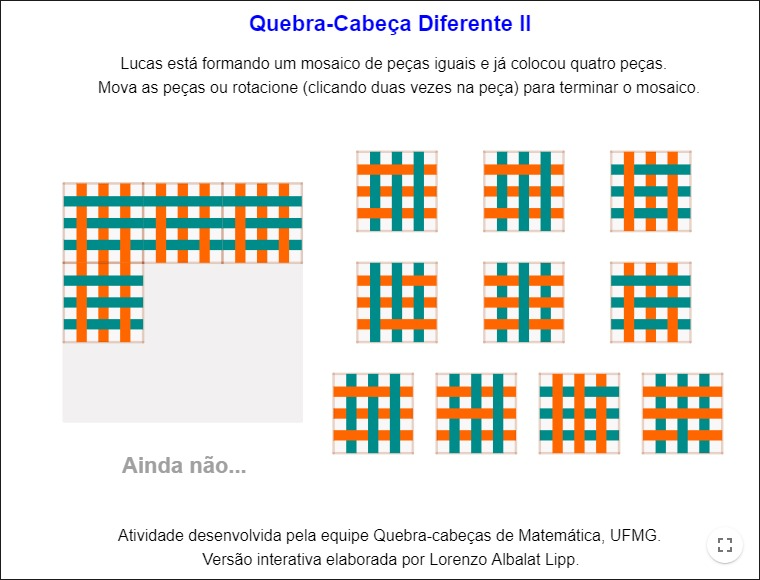 Quebra-Cabeça Diferente II
Lucas está formando um mosaico de peças iguais e já colocou quatro peças.
Mova as peças ou rotacione (clicando duas vezes na peça) para terminar o mosaico.
Ainda não...
Atividade desenvolvida pela equipe Quebra-cabeças de Matemática, UFMG.
Versão interativa elaborada por Lorenzo Albalat Lipp.